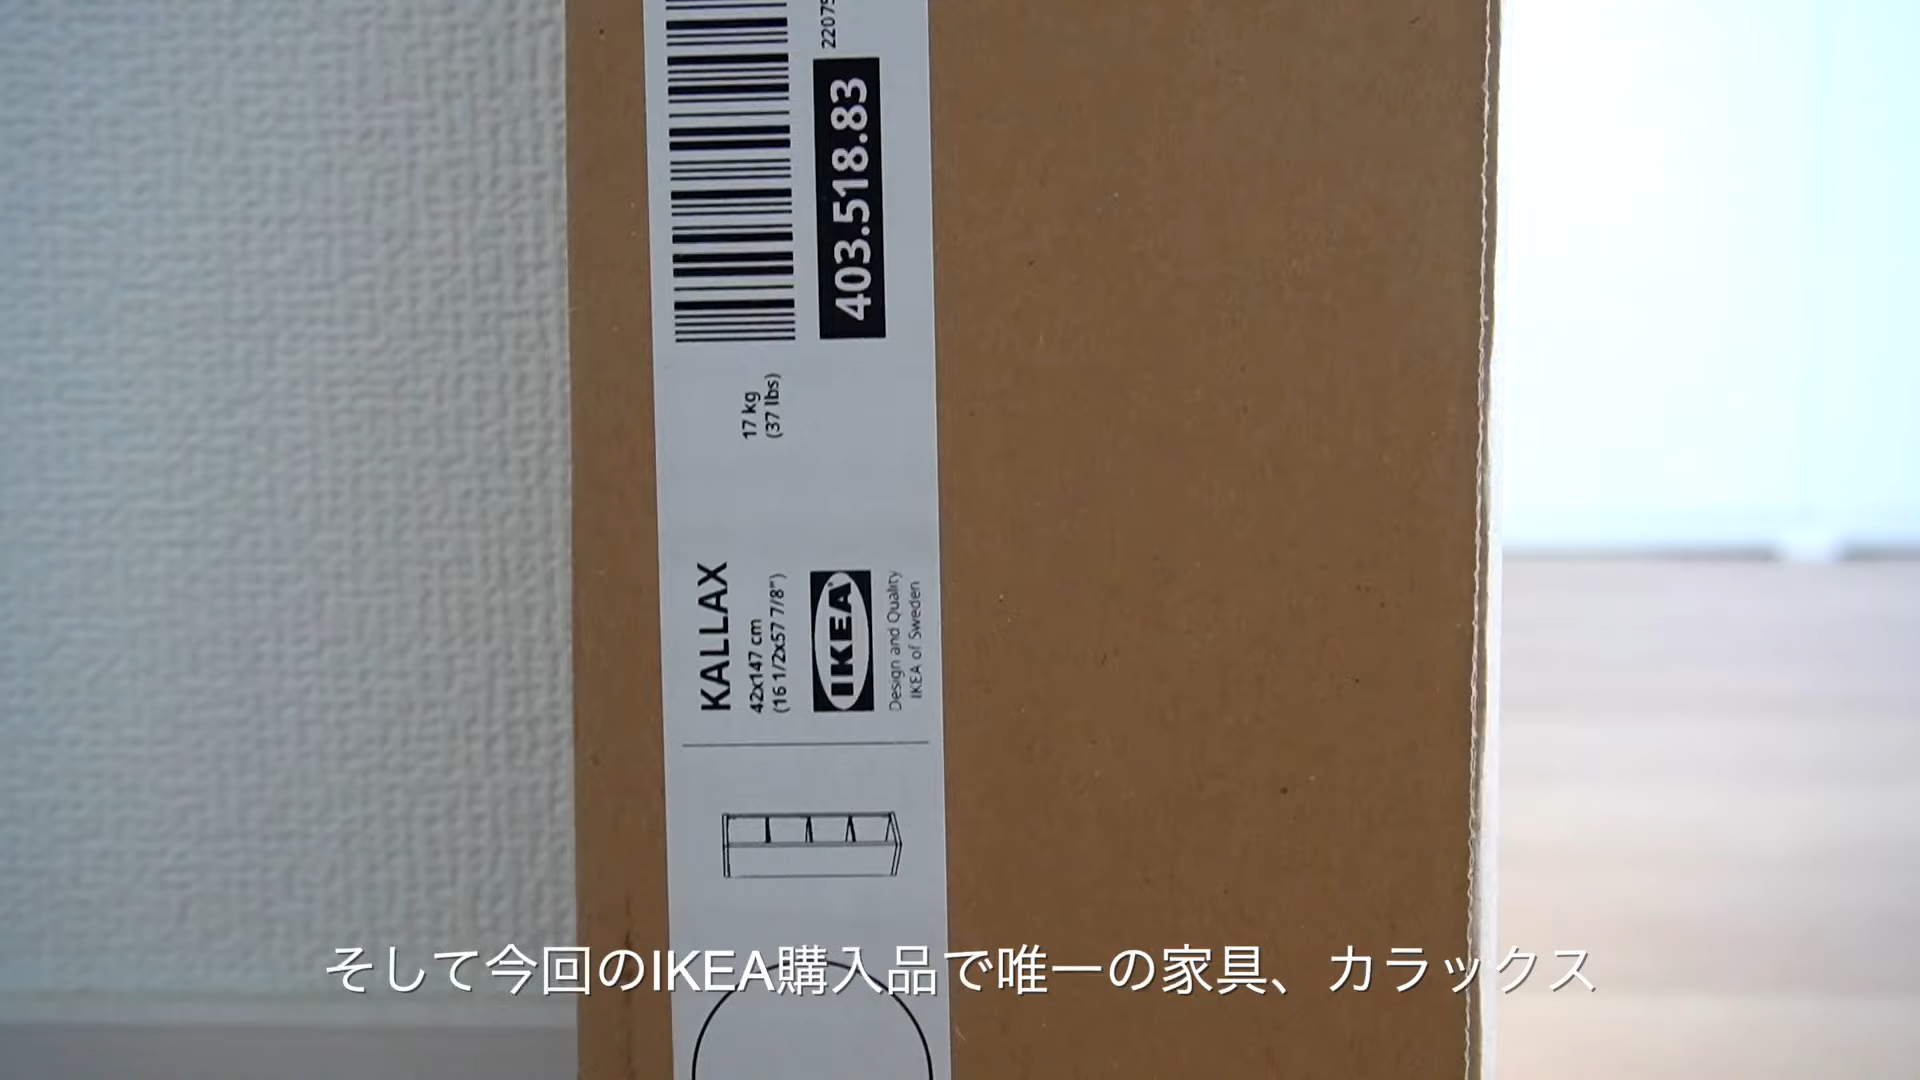 2207
403.518.83
17 kg
(37 lbs)
KALLAX
42x147 cm
(16 1/2x57 7/8")
IKEA
Design and Quality
IKEA of Sweden
そして今回のIKEA購入品で唯一の家具、カラックス